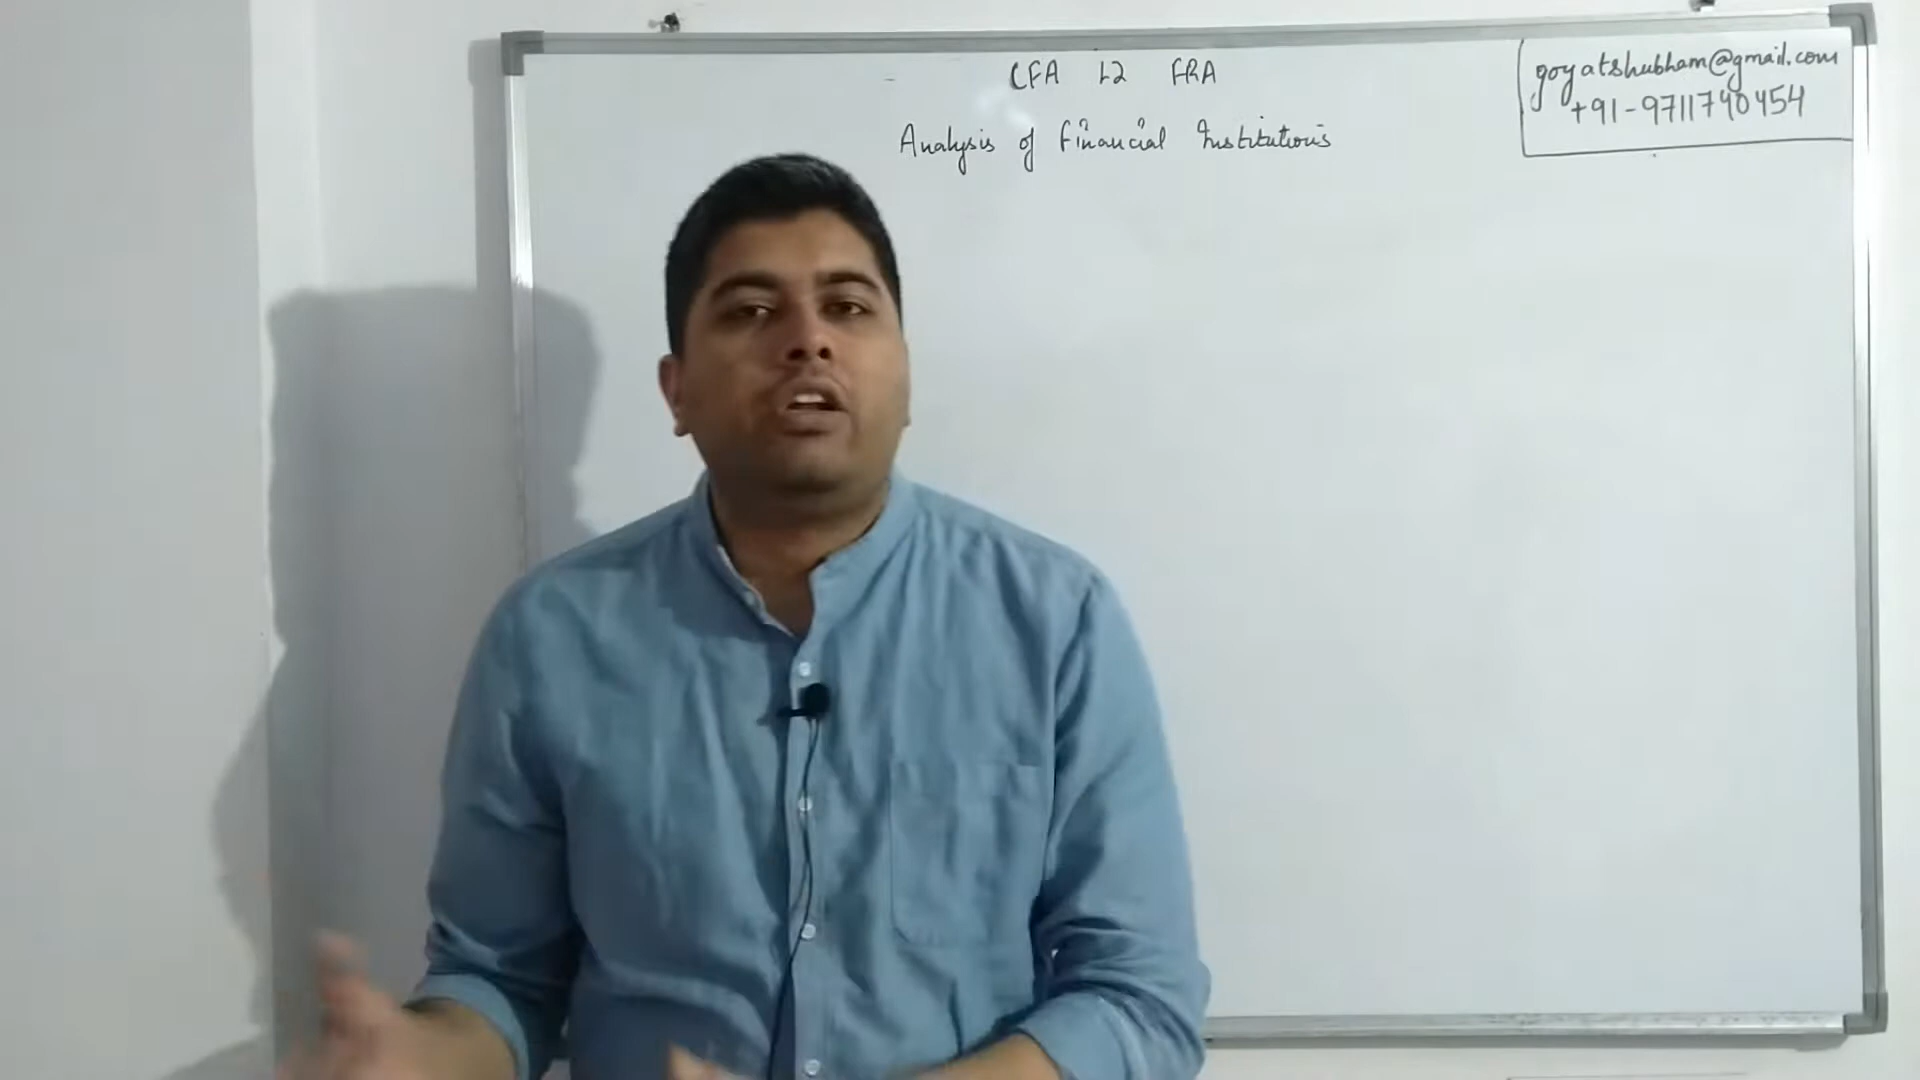 CFA L2 FRA
Analysis of Financial Institutions
goyatshubham@gmail.com
+91-9711740454